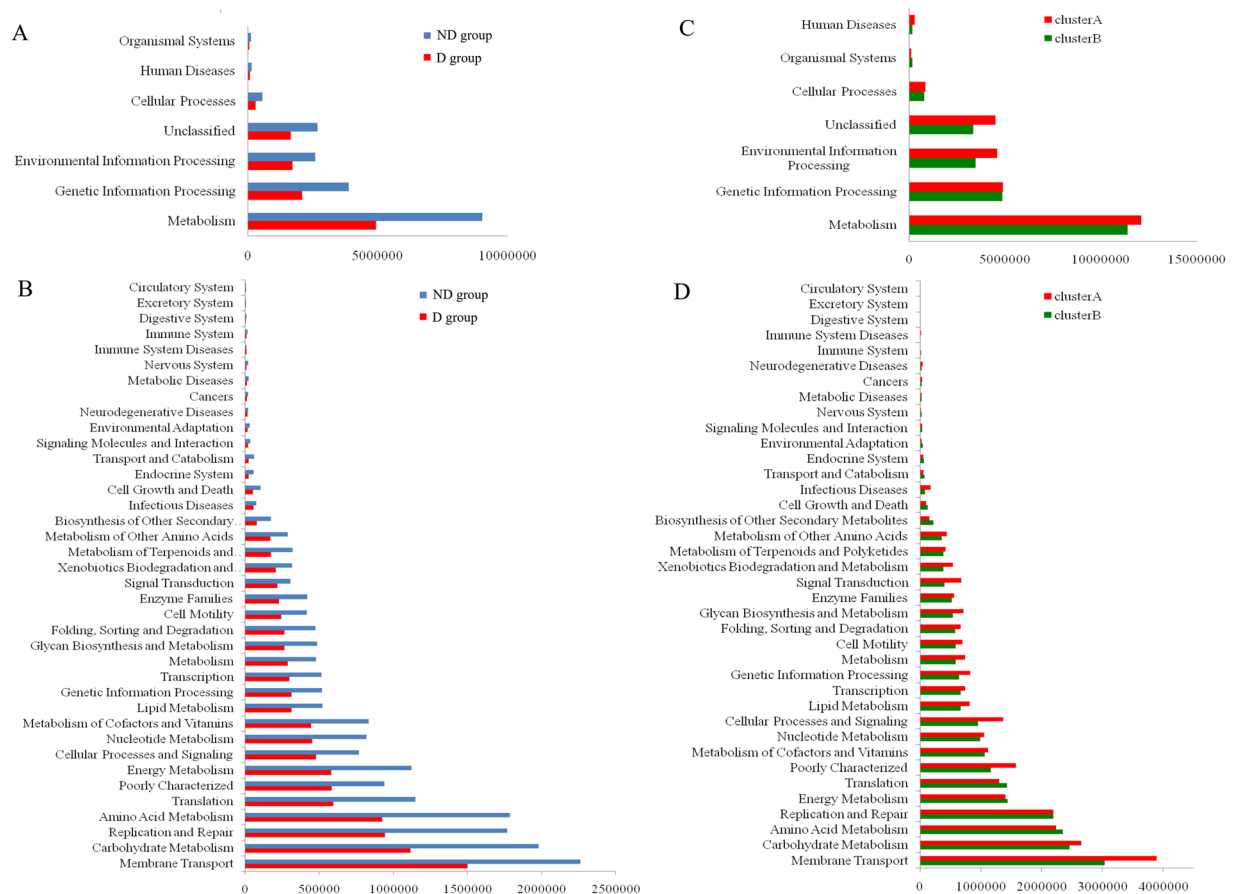 A
ND group
D group
Organismal Systems
Human Diseases
Cellular Processes
Unclassified
Environmental Information Processing
Genetic Information Processing
Metabolism
0
5000000
10000000
B
ND group
D group
Circulatory System
Excretory System
Digestive System
Immune System
Immune System Diseases
Nervous System
Metabolic Diseases
Cancers
Neurodegenerative Diseases
Environmental Adaptation
Signaling Molecules and Interaction
Transport and Catabolism
Endocrine System
Cell Growth and Death
Infectious Diseases
Biosynthesis of Other Secondary…
Metabolism of Other Amino Acids
Metabolism of Terpenoids and…
Xenobiotics Biodegradation and…
Signal Transduction
Enzyme Families
Cell Motility
Folding, Sorting and Degradation
Glycan Biosynthesis and Metabolism
Metabolism
Transcription
Genetic Information Processing
Lipid Metabolism
Metabolism of Cofactors and Vitamins
Nucleotide Metabolism
Cellular Processes and Signaling
Energy Metabolism
Poorly Characterized
Translation
Amino Acid Metabolism
Replication and Repair
Carbohydrate Metabolism
Membrane Transport
0
500000
1000000
1500000
2000000
2500000
C
clusterA
clusterB
Human Diseases
Organismal Systems
Cellular Processes
Unclassified
Environmental Information
Processing
Genetic Information Processing
Metabolism
0
5000000
10000000
15000000
D
clusterA
clusterB
Circulatory System
Excretory System
Digestive System
Immune System Diseases
Immune System
Neurodegenerative Diseases
Cancers
Metabolic Diseases
Nervous System
Signaling Molecules and Interaction
Environmental Adaptation
Endocrine System
Transport and Catabolism
Infectious Diseases
Cell Growth and Death
Biosynthesis of Other Secondary Metabolites
Metabolism of Other Amino Acids
Metabolism of Terpenoids and Polyketides
Xenobiotics Biodegradation and Metabolism
Signal Transduction
Enzyme Families
Glycan Biosynthesis and Metabolism
Folding, Sorting and Degradation
Cell Motility
Metabolism
Genetic Information Processing
Transcription
Lipid Metabolism
Cellular Processes and Signaling
Nucleotide Metabolism
Metabolism of Cofactors and Vitamins
Poorly Characterized
Translation
Energy Metabolism
Replication and Repair
Amino Acid Metabolism
Carbohydrate Metabolism
Membrane Transport
0
1000000
2000000
3000000
4000000